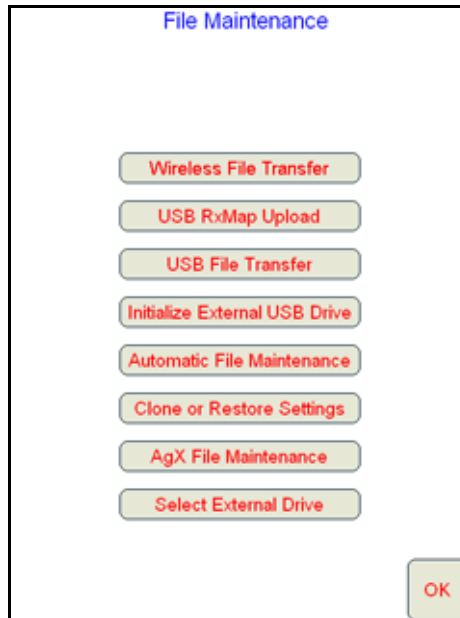 File Maintenance
Wireless File Transfer
USB RxMap Upload
USB File Transfer
Initialize External USB Drive
Automatic File Maintenance
Clone or Restore Settings
AgX File Maintenance
Select External Drive
OK